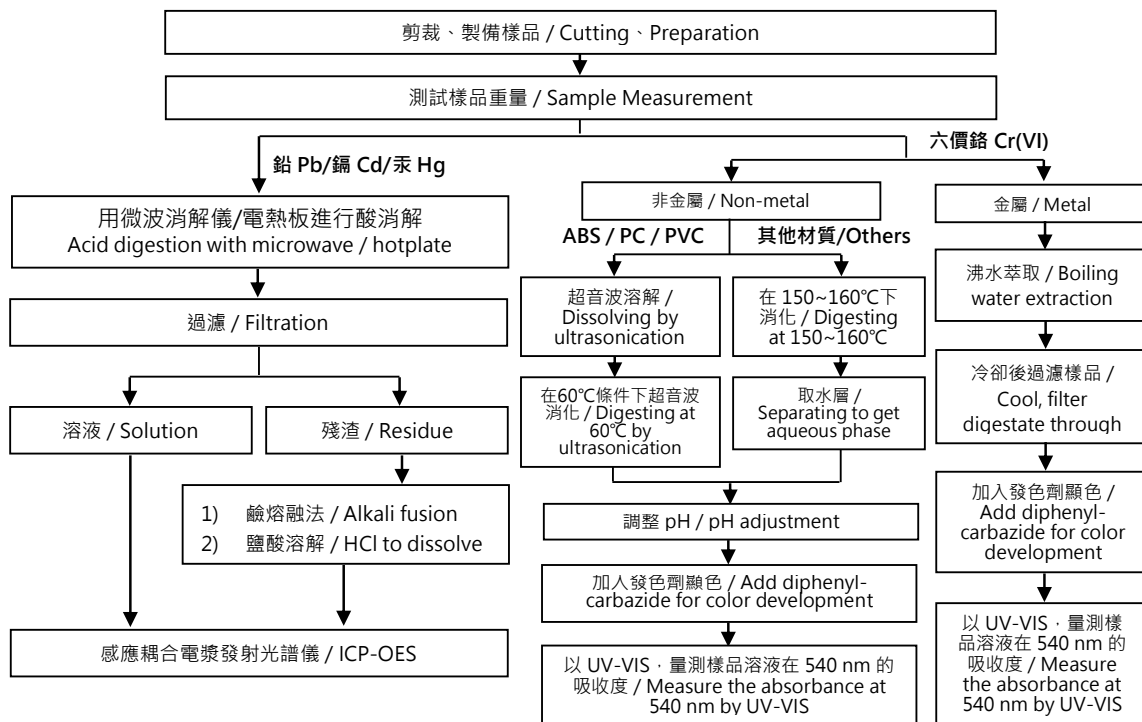 剪裁、製備樣品 / Cutting、Preparation
測試樣品重量 / Sample Measurement
鉛 Pb/鎘 Cd/汞 Hg
六價鉻 Cr(VI)
用微波消解儀/電熱板進行酸消解
Acid digestion with microwave / hotplate
過濾 / Filtration
溶液 / Solution
殘渣 / Residue
1) 鹼熔融法 / Alkali fusion
2) 鹽酸溶解 / HCl to dissolve
感應耦合電漿發射光譜儀 / ICP-OES
非金屬 / Non-metal
ABS / PC / PVC
其他材質/Others
超音波溶解 /
Dissolving by
ultrasonication
在 150~160℃下
消化 / Digesting
at 150~160℃
在60℃條件下超音波
消化 / Digesting at
60℃ by
ultrasonication
取水層 /
Separating to get
aqueous phase
調整 pH / pH adjustment
加入發色劑顯色 / Add diphenyl-
carbazide for color development
以 UV-VIS，量測樣品溶液在 540 nm 的
吸收度 / Measure the absorbance at
540 nm by UV-VIS
金屬 / Metal
沸水萃取 / Boiling
water extraction
冷卻後過濾樣品 /
Cool, filter
digestate through
加入發色劑顯色 /
Add diphenyl-
carbazide for color
development
以 UV-VIS，量測樣
品溶液在 540 nm 的
吸收度 / Measure
the absorbance at
540 nm by UV-VIS